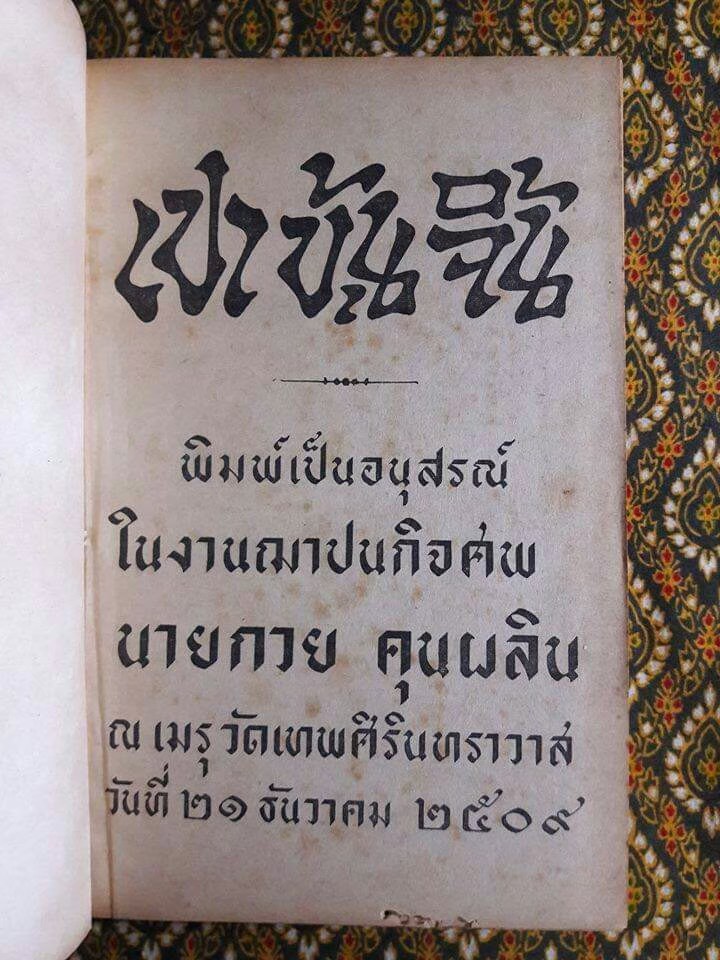 เปาบุ้นจิ้น
พิมพ์เป็นอนุสรณ์
ในงานฌาปนกิจศพ
นายกวย คุนผลิน
ณ เมรุวัดเทพศิรินทราวาส
วันที่ ๒๑ ธันวาคม ๒๕๐๙